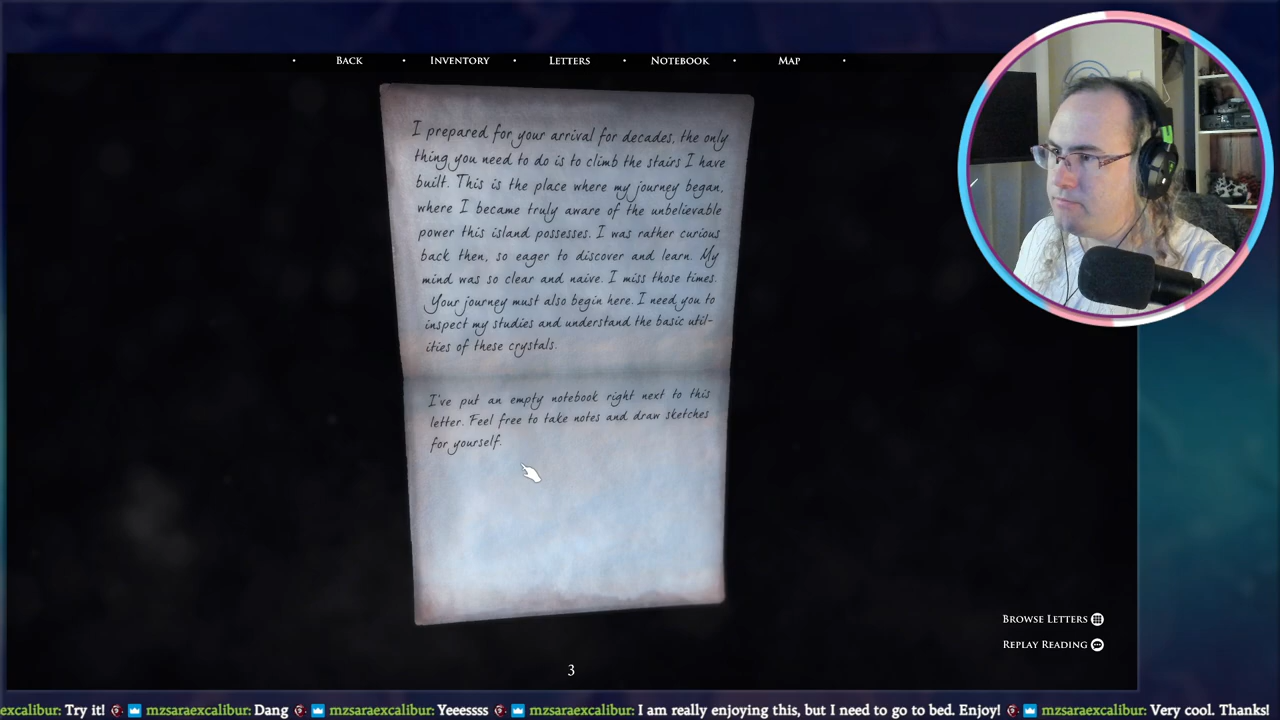 BACK
INVENTORY
LETTERS
NOTEBOOK
MAP
I prepared for your arrival for decades, the only
thing you need to do is to climb the stairs I have
built. This is the place where my journey began,
where I became truly aware of the unbelievable
power this island possesses. I was rather curious
back then, so eager to discover and learn. My
mind was so clear and naive. I miss those times.
Your journey must also begin here. I need you to
inspect my studies and understand the basic util-
ities of these crystals.
I've put an empty notebook right next to this
letter. Feel free to take notes and draw sketches
for yourself.
BROWSE LETTERS
REPLAY READING
3
excalibur: Try it! mzsaraexcalibur: Dang mzsaraexcalibur: Yeeessss mzsaraexcalibur: I am really enjoying this, but I need to go to bed. Enjoy! mzsaraexcalibur: Very cool. Thanks!